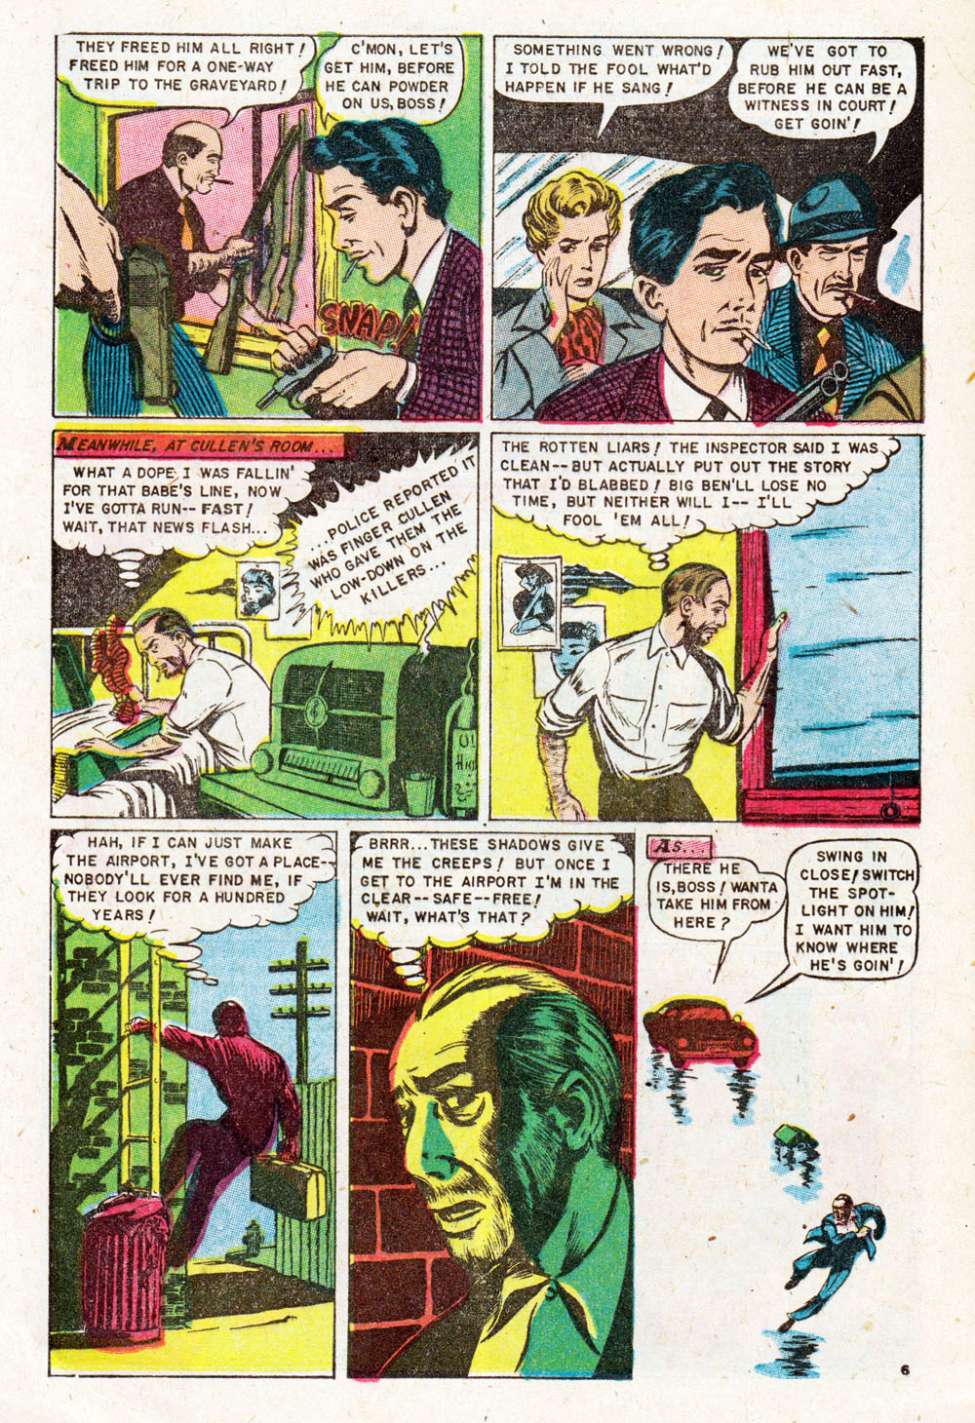 THEY FREED HIM ALL RIGHT!
FREED HIM FOR A ONE-WAY
TRIP TO THE GRAVEYARD!
C'MON, LET'S
GET HIM, BEFORE
HE CAN POWDER
ON US, BOSS!
SNAP!
SOMETHING WENT WRONG!
I TOLD THE FOOL WHAT'D
HAPPEN IF HE SANG!
WE'VE GOT TO
RUB HIM OUT FAST,
BEFORE HE CAN BE A
WITNESS IN COURT!
GET GOIN'!
MEANWHILE, AT CULLEN'S ROOM...
WHAT A DOPE I WAS FALLIN'
FOR THAT BABE'S LINE, NOW
I'VE GOTTA RUN-- FAST!
WAIT, THAT NEWS FLASH...
...POLICE REPORTED IT
WAS FINGER CULLEN
WHO GAVE THEM THE
LOW-DOWN ON THE
KILLERS...
OL
THE ROTTEN LIARS! THE INSPECTOR SAID I WAS
CLEAN-- BUT ACTUALLY PUT OUT THE STORY
THAT I'D BLABBED! BIG BEN'LL LOSE NO
TIME, BUT NEITHER WILL I-- I'LL
FOOL 'EM ALL!
HAH, IF I CAN JUST MAKE
THE AIRPORT, I'VE GOT A PLACE--
NOBODY'LL EVER FIND ME, IF
THEY LOOK FOR A HUNDRED
YEARS!
BRRR...THESE SHADOWS GIVE
ME THE CREEPS! BUT ONCE I
GET TO THE AIRPORT I'M IN THE
CLEAR-- SAFE--FREE!
WAIT, WHAT'S THAT?
AS...
THERE HE
IS, BOSS! WANTA
TAKE HIM FROM
HERE?
SWING IN
CLOSE! SWITCH
THE SPOT-
LIGHT ON HIM!
I WANT HIM TO
KNOW WHERE
HE'S GOIN'!
6